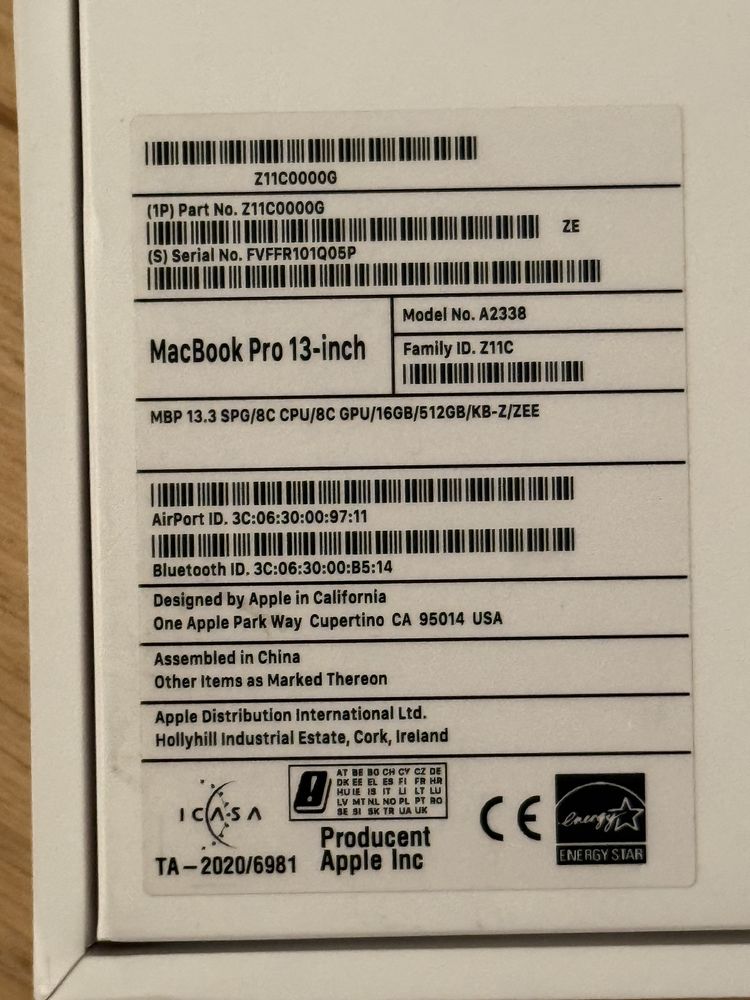 Z11C0000G
(1P) Part No. Z11C0000G
ZE
(S) Serial No. FVFFR101Q05P
MacBook Pro 13-inch
Model No. A2338
Family ID. Z11C
MBP 13.3 SPG/8C CPU/8C GPU/16GB/512GB/KB-Z/ZEE
AirPort ID. 3C:06:30:00:97:11
Bluetooth ID. 3C:06:30:00:B5:14
Designed by Apple in California
One Apple Park Way Cupertino CA 95014 USA
Assembled in China
Other Items as Marked Thereon
Apple Distribution International Ltd.
Hollyhill Industrial Estate, Cork, Ireland
ICASA
TA-2020/6981
AT BE BG CH CY CZ DE
DK EE EL ES FI FR HR
HU IE IS IT LI LT LU
LV MT NL NO PL PT RO
SE SI SK TR UA UK
Producent
Apple Inc
CE
energy
ENERGY STAR